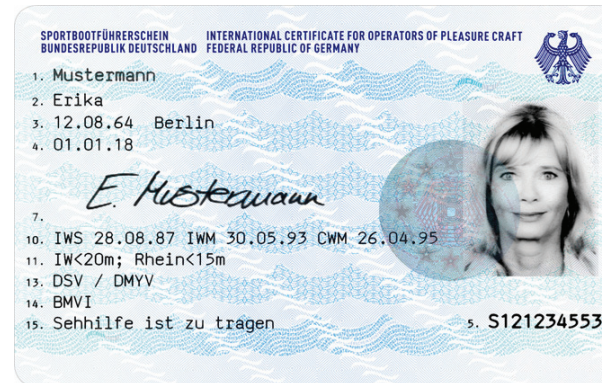 SPORTBOOTFÜHRERSCHEIN INTERNATIONAL CERTIFICATE FOR OPERATORS OF PLEASURE CRAFT
BUNDESREPUBLIK DEUTSCHLAND FEDERAL REPUBLIC OF GERMANY
1. Mustermann
2. Erika
3. 12.08.64 Berlin
4. 01.01.18
E. Mustermann
7.
10. IWS 28.08.87 IWM 30.05.93 CWM 26.04.95
11. IW<20m; Rhein<15m
13. DSV / DMYV
14. BMVI
15. Sehhilfe ist zu tragen 5. S121234553